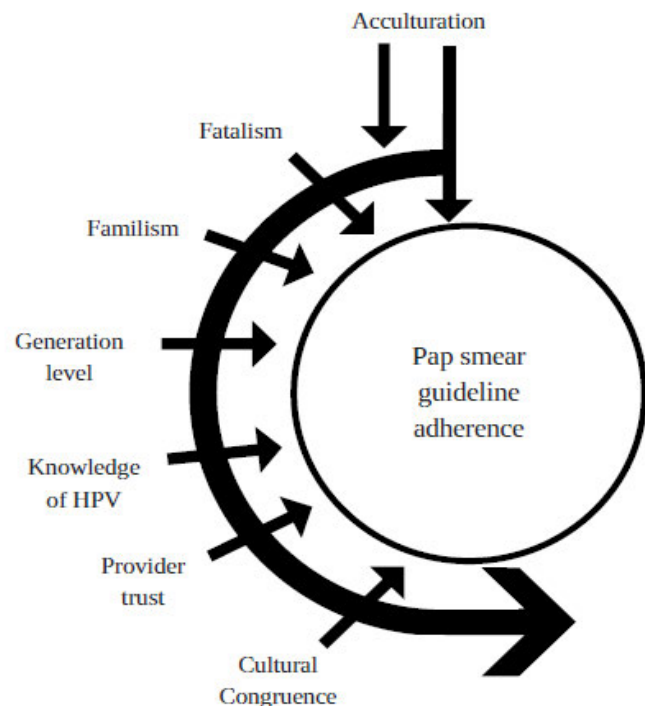 Acculturation
Fatalism
Familism
Generation
level
Pap smear
guideline
adherence
Knowledge
of HPV
Provider
trust
Cultural
Congruence